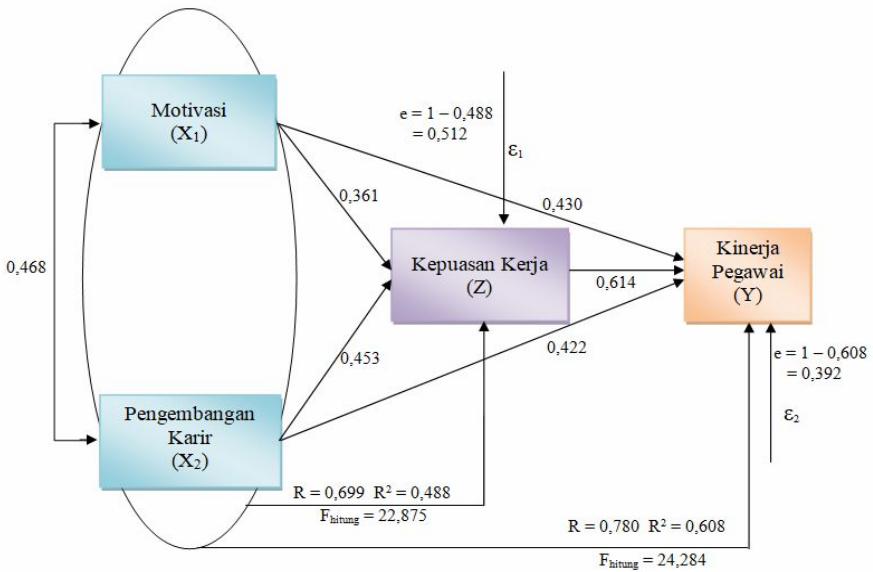 Motivasi
(X₁)
e = 1 – 0,488
= 0,512
ε₁
0,361
0,430
0,468
Kepuasan Kerja
(Z)
0,614
Kinerja
Pegawai
(Y)
0,453
0,422
e = 1 – 0,608
= 0,392
ε₂
Pengembangan
Karir
(X₂)
R = 0,699 R² = 0,488
Fhitung = 22,875
R = 0,780 R² = 0,608
Fhitung = 24,284